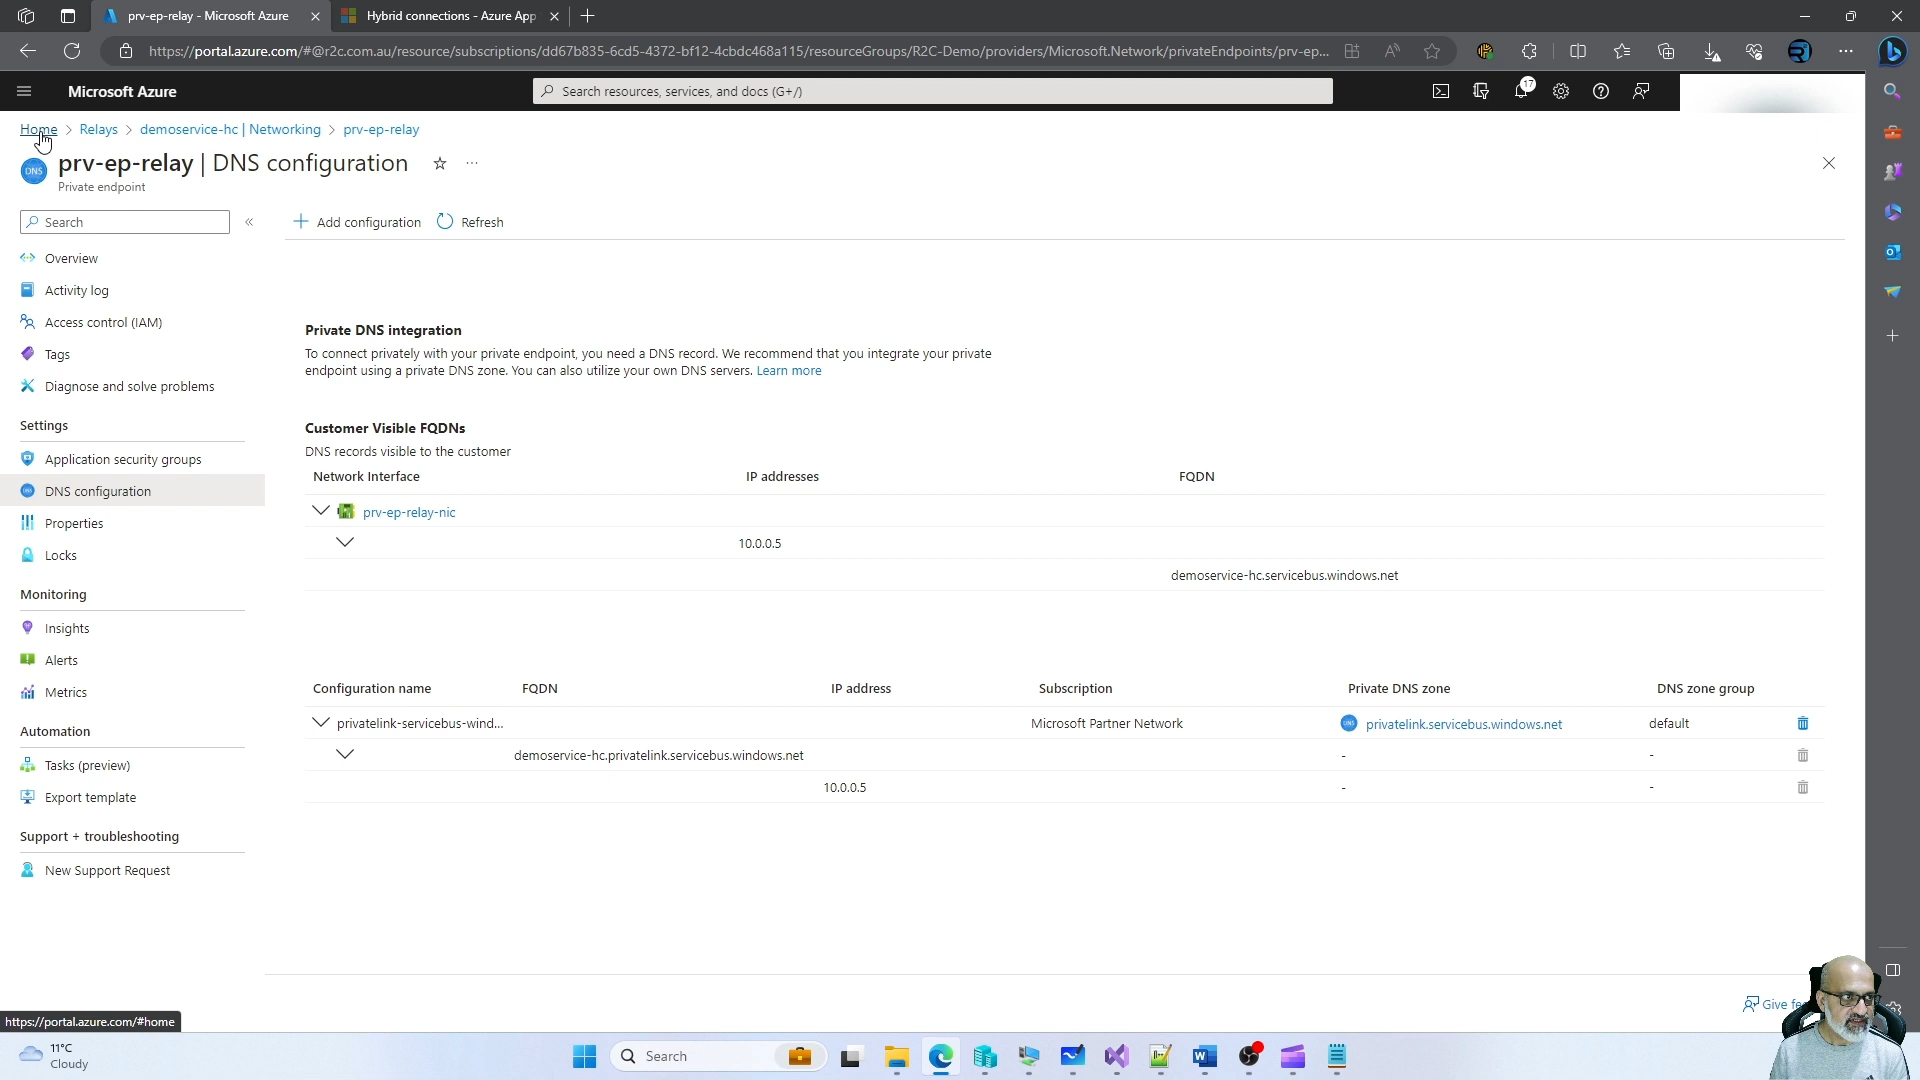 prv-ep-relay - Microsoft Azure
Hybrid connections - Azure App
https://portal.azure.com/#@r2c.com.au/resource/subscriptions/dd67b835-6cd5-4372-bf12-4cbdc468a115/resourceGroups/R2C-Demo/providers/Microsoft.Network/privateEndpoints/prv-ep...
Microsoft Azure
Search resources, services, and docs (G+/)
17
Home > Relays > demoservice-hc | Networking > prv-ep-relay
DNS
prv-ep-relay | DNS configuration
Private endpoint
Search
Add configuration
Refresh
Overview
Activity log
Access control (IAM)
Tags
Diagnose and solve problems
Settings
Application security groups
DNS configuration
Properties
Locks
Monitoring
Insights
Alerts
Metrics
Automation
Tasks (preview)
Export template
Support + troubleshooting
New Support Request
Private DNS integration
To connect privately with your private endpoint, you need a DNS record. We recommend that you integrate your private
endpoint using a private DNS zone. You can also utilize your own DNS servers. Learn more
Customer Visible FQDNs
DNS records visible to the customer
Network Interface IP addresses FQDN
prv-ep-relay-nic
10.0.0.5
demoservice-hc.servicebus.windows.net
Configuration name FQDN IP address Subscription Private DNS zone DNS zone group
privatelink-servicebus-wind... Microsoft Partner Network privatelink.servicebus.windows.net default
demoservice-hc.privatelink.servicebus.windows.net - -
10.0.0.5 - -
Give fe
https://portal.azure.com/#home
11°C
Cloudy
Search